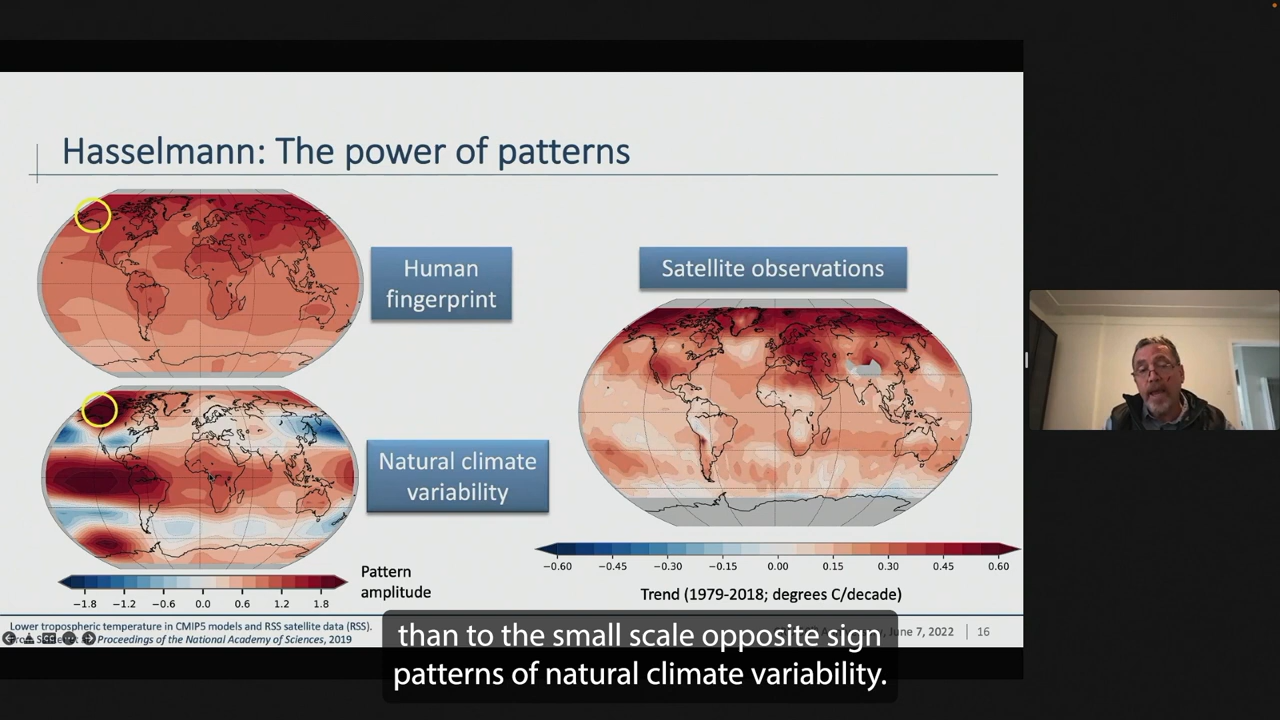 Hasselmann: The power of patterns
Human
fingerprint
Satellite observations
Natural climate
variability
Pattern
amplitude
−1.8 −1.2 −0.6 0.0 0.6 1.2 1.8
−0.60 −0.45 −0.30 −0.15 0.00 0.15 0.30 0.45 0.60
Trend (1979-2018; degrees C/decade)
Lower tropospheric temperature in CMIP5 models and RSS satellite data (RSS).
Proceedings of the National Academy of Sciences, 2019
June 7, 2022 16
than to the small scale opposite sign
patterns of natural climate variability.